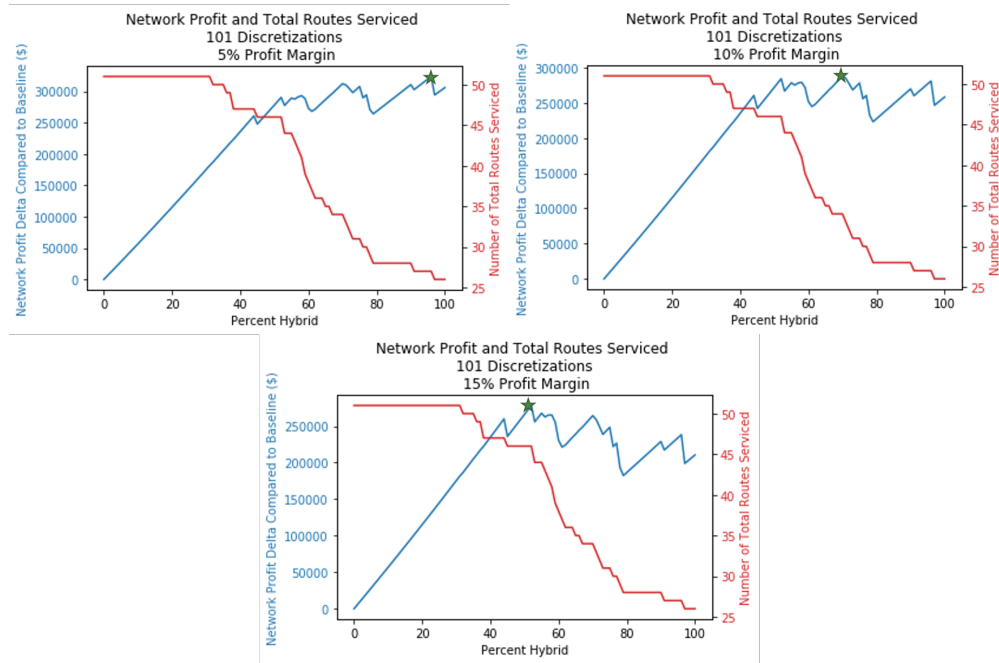 Network Profit and Total Routes Serviced
101 Discretizations
5% Profit Margin
Network Profit Delta Compared to Baseline ($)
300000
250000
200000
150000
100000
50000
0
50
45
40
35
30
25
Number of Total Routes Serviced
0 20 40 60 80 100
Percent Hybrid
Network Profit and Total Routes Serviced
101 Discretizations
10% Profit Margin
Network Profit Delta Compared to Baseline ($)
300000
250000
200000
150000
100000
50000
0
50
45
40
35
30
25
Number of Total Routes Serviced
0 20 40 60 80 100
Percent Hybrid
Network Profit and Total Routes Serviced
101 Discretizations
15% Profit Margin
Network Profit Delta Compared to Baseline ($)
250000
200000
150000
100000
50000
0
50
45
40
35
30
25
Number of Total Routes Serviced
0 20 40 60 80 100
Percent Hybrid